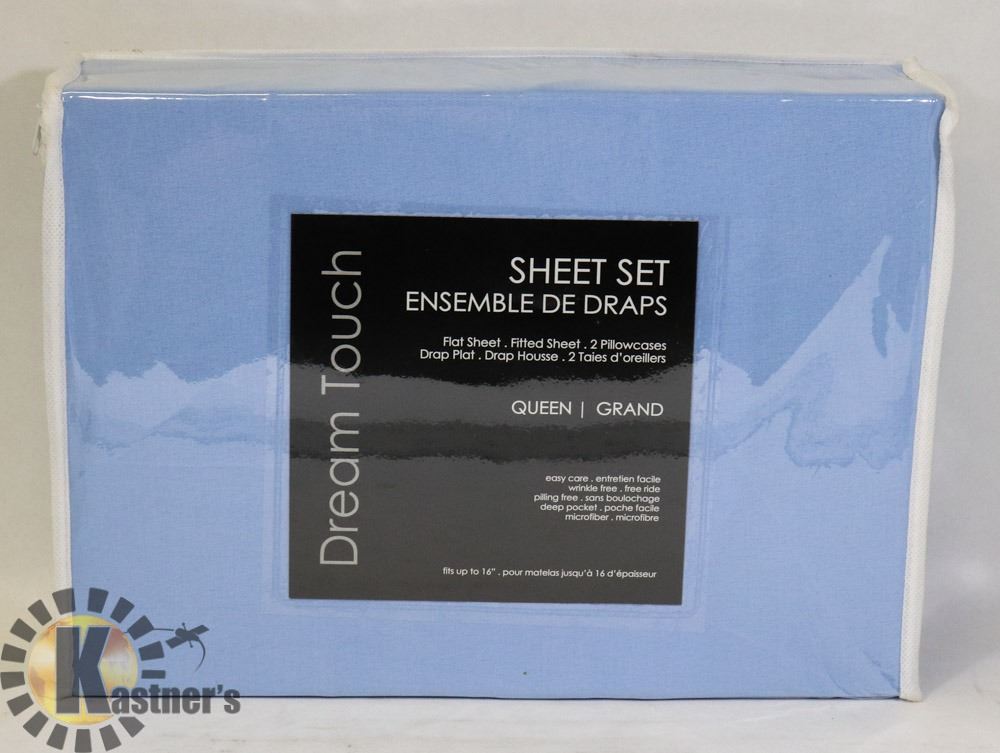 Dream Touch
SHEET SET
ENSEMBLE DE DRAPS
Flat Sheet . Fitted Sheet . 2 Pillowcases
Drap Plat . Drap Housse . 2 Taies d'oreillers
QUEEN | GRAND
easy care . entretien facile
wrinkle free . free ride
pilling free . sans boulochage
deep pocket . poche facile
microfiber . microfibre
fits up to 16" . pour matelas jusqu'à 16 d'épaisseur
Kastner's